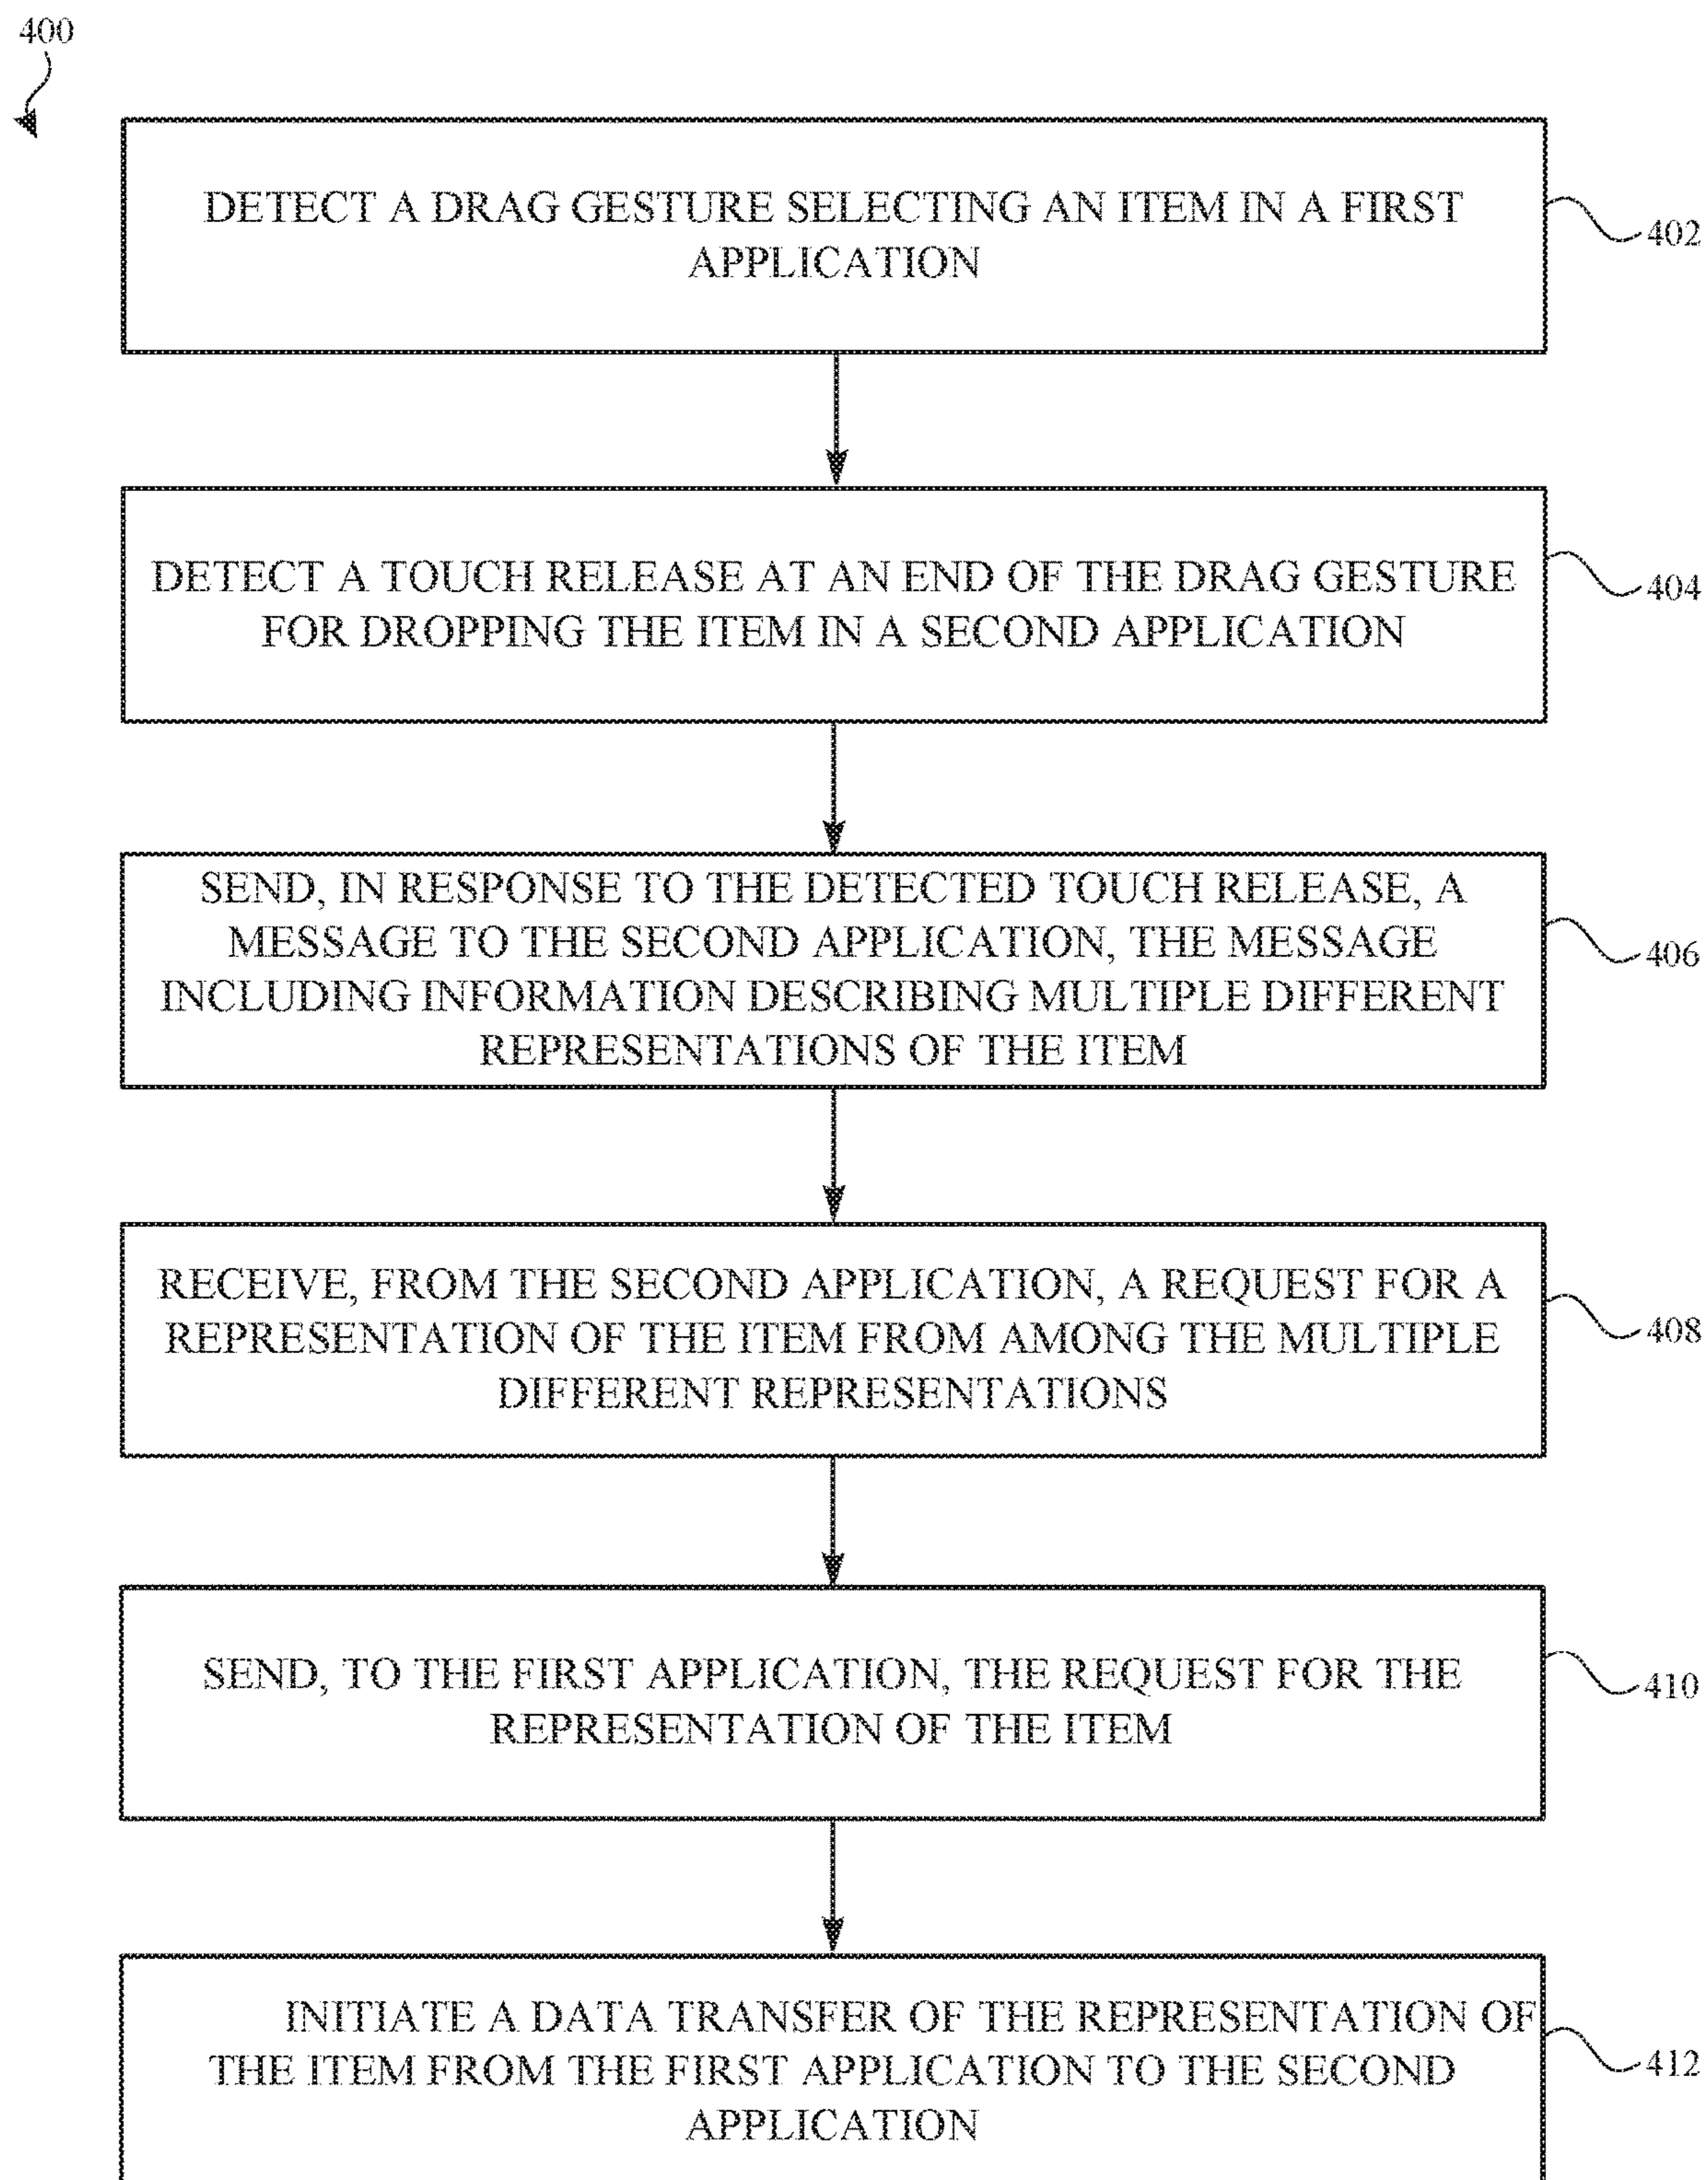 400
DETECT A DRAG GESTURE SELECTING AN ITEM IN A FIRST
APPLICATION
402
DETECT A TOUCH RELEASE AT AN END OF THE DRAG GESTURE
FOR DROPPING THE ITEM IN A SECOND APPLICATION
404
SEND, IN RESPONSE TO THE DETECTED TOUCH RELEASE, A
MESSAGE TO THE SECOND APPLICATION, THE MESSAGE
INCLUDING INFORMATION DESCRIBING MULTIPLE DIFFERENT
REPRESENTATIONS OF THE ITEM
406
RECEIVE, FROM THE SECOND APPLICATION, A REQUEST FOR A
REPRESENTATION OF THE ITEM FROM AMONG THE MULTIPLE
DIFFERENT REPRESENTATIONS
408
SEND, TO THE FIRST APPLICATION, THE REQUEST FOR THE
REPRESENTATION OF THE ITEM
410
INITIATE A DATA TRANSFER OF THE REPRESENTATION OF
THE ITEM FROM THE FIRST APPLICATION TO THE SECOND
APPLICATION
412